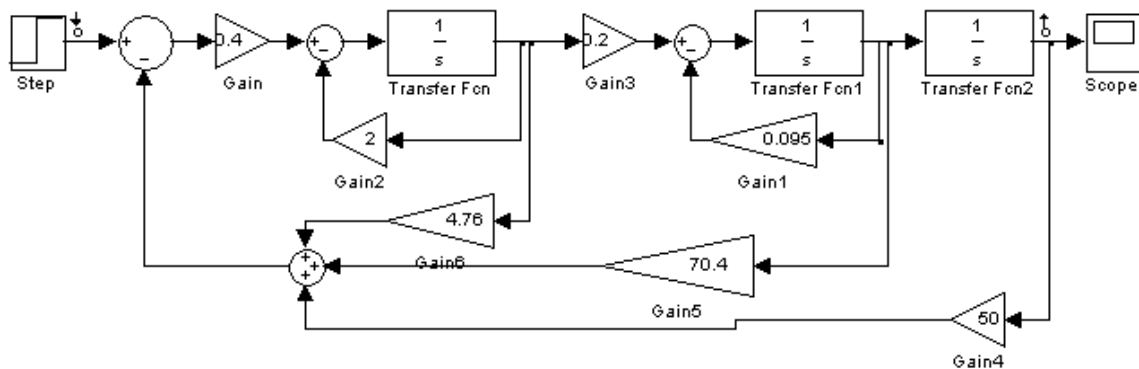 Step
0.4
Gain
1
s
Transfer Fcn
0.2
Gain3
1
s
Transfer Fcn1
1
s
Transfer Fcn2
Scope
2
Gain2
0.095
Gain1
4.76
Gain6
70.4
Gain5
50
Gain4